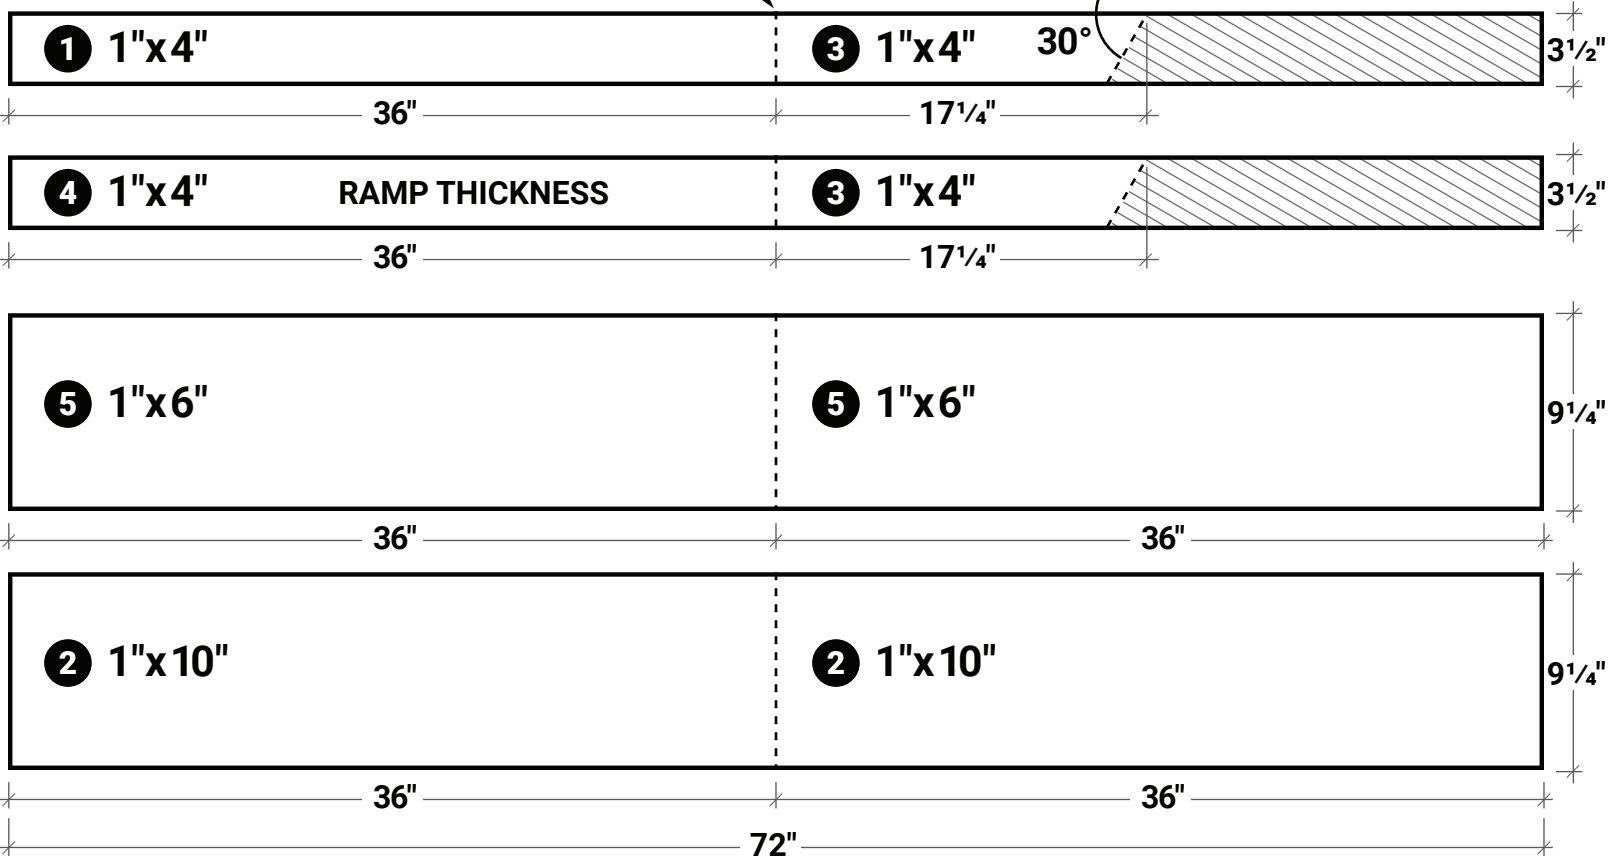 1 1"x4" 3 1"x4" 30° 3½"
36" 17¼"
4 1"x4" RAMP THICKNESS 3 1"x4" 3½"
36" 17¼"
5 1"x6" 5 1"x6" 9¼"
36" 36"
2 1"x10" 2 1"x10" 9¼"
36" 36"
72"